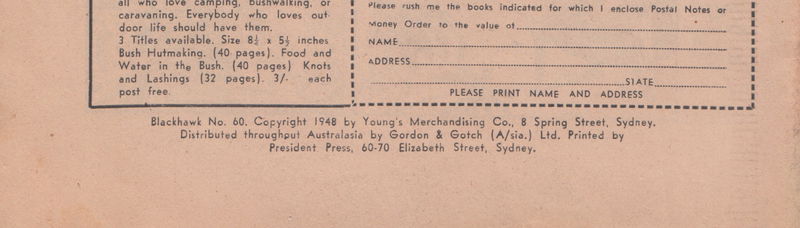 all who love camping, bushwalking, or
caravaning. Everybody who loves out-
door life should have them.
3 Titles available. Size 8½ x 5½ inches
Bush Hutmaking. (40 pages). Food and
Water in the Bush. (40 pages) Knots
and Lashings (32 pages). 3/- each
post free.
Please rush me the books indicated for which I enclose Postal Notes or
Money Order to the value of
NAME
ADDRESS
STATE
PLEASE PRINT NAME AND ADDRESS
Blackhawk No. 60. Copyright 1948 by Young's Merchandising Co., 8 Spring Street, Sydney.
Distributed throughout Australasia by Gordon & Gotch (A/sia.) Ltd. Printed by
President Press, 60-70 Elizabeth Street, Sydney.